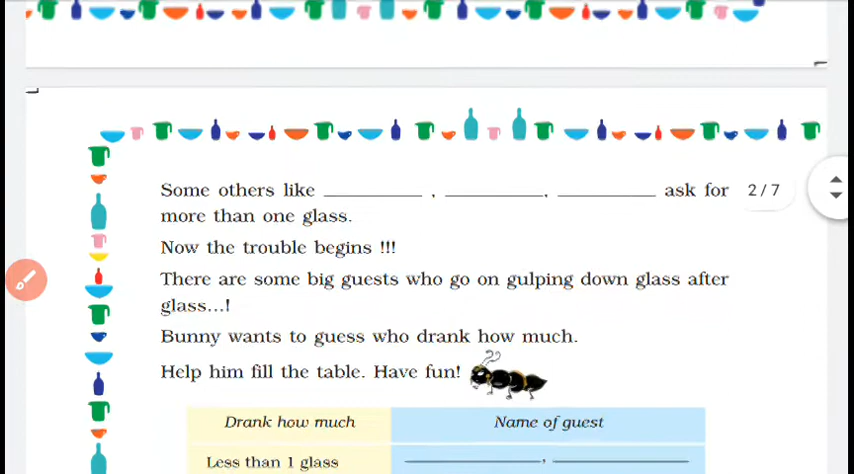 Some others like ________ , ________, ________ ask for
2/7
more than one glass.
Now the trouble begins !!!
There are some big guests who go on gulping down glass after
glass...!
Bunny wants to guess who drank how much.
Help him fill the table. Have fun!
Drank how much Name of guest
Less than 1 glass ________, ________